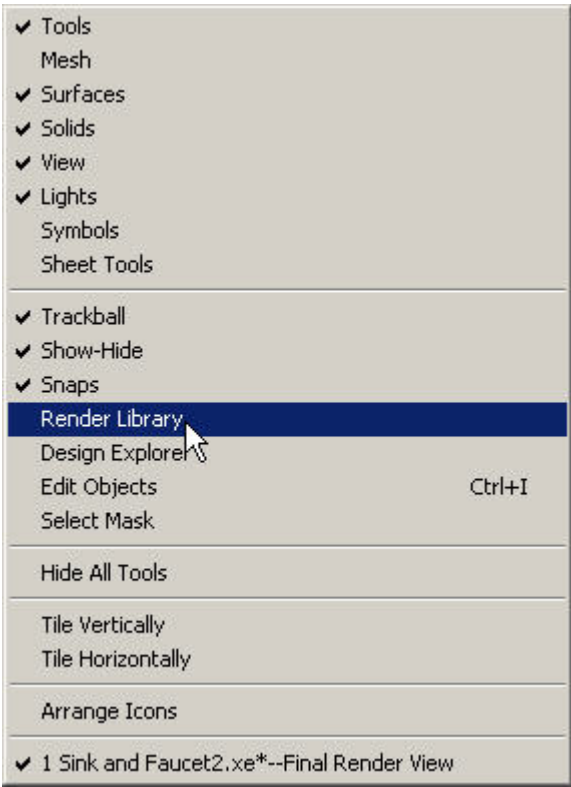 Tools
Mesh
Surfaces
Solids
View
Lights
Symbols
Sheet Tools
Trackball
Show-Hide
Snaps
Render Library
Design Explorer
Edit Objects Ctrl+I
Select Mask
Hide All Tools
Tile Vertically
Tile Horizontally
Arrange Icons
1 Sink and Faucet2.xe*--Final Render View